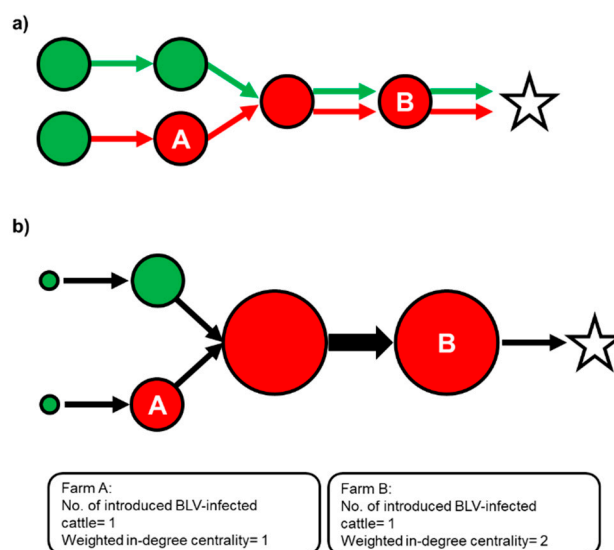 a)
A
B
b)
B
A
Farm A:
No. of introduced BLV-infected
cattle= 1
Weighted in-degree centrality= 1
Farm B:
No. of introduced BLV-infected
cattle= 1
Weighted in-degree centrality= 2